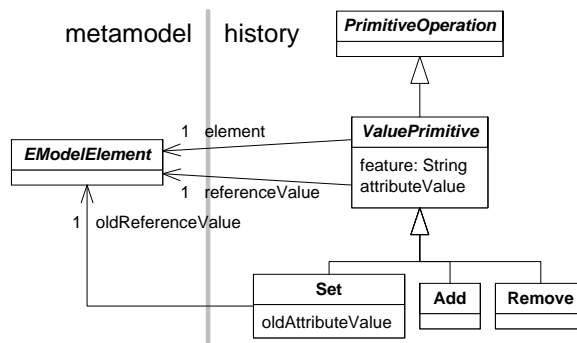 metamodel
history
PrimitiveOperation
1 element
EModelElement
ValuePrimitive
feature: String
attributeValue
1 referenceValue
1 oldReferenceValue
Set
oldAttributeValue
Add
Remove